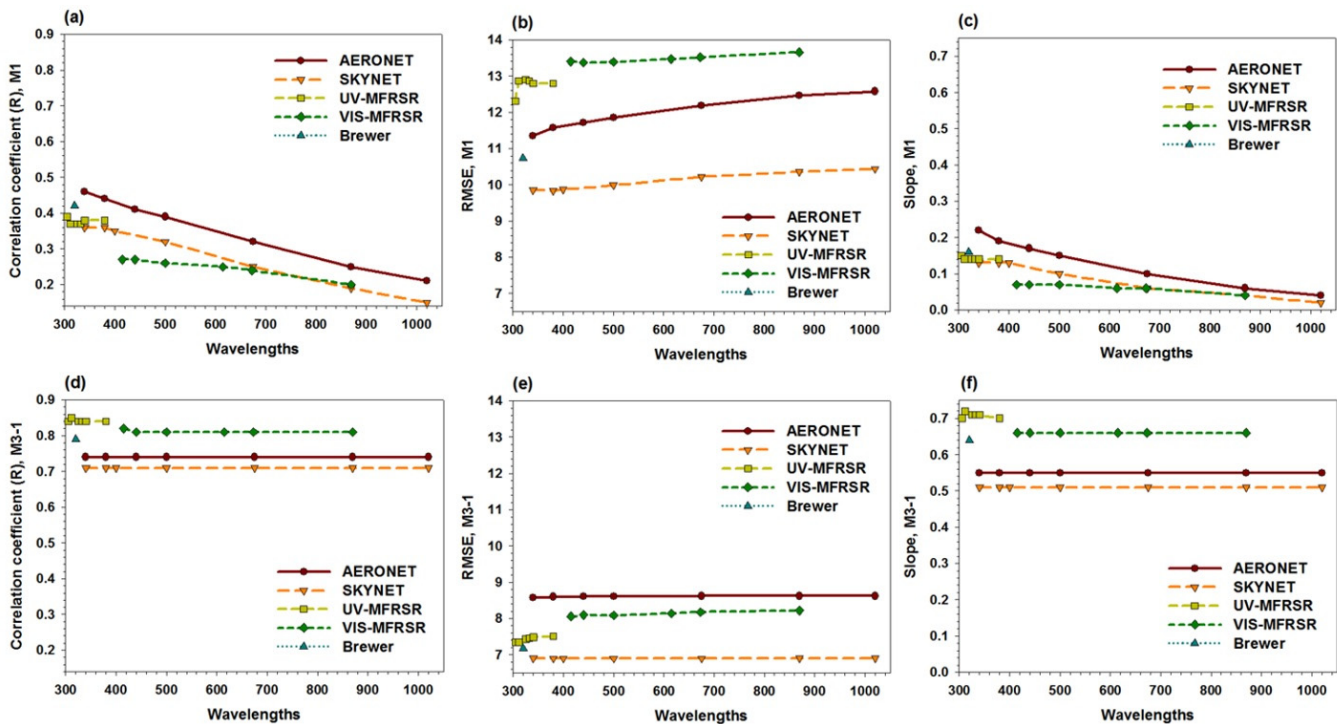 (a)
0.9
0.8
0.7
0.6
0.5
0.4
0.3
0.2
Correlation coefficient (R), M1
AERONET
SKYNET
UV-MFRSR
VIS-MFRSR
Brewer
300 400 500 600 700 800 900 1000
Wavelengths
(b)
14
13
12
11
10
9
8
7
RMSE, M1
AERONET
SKYNET
UV-MFRSR
VIS-MFRSR
Brewer
300 400 500 600 700 800 900 1000
Wavelengths
(c)
0.7
0.6
0.5
0.4
0.3
0.2
0.1
0.0
Slope, M1
AERONET
SKYNET
UV-MFRSR
VIS-MFRSR
Brewer
300 400 500 600 700 800 900 1000
Wavelengths
(d)
0.9
0.8
0.7
0.6
0.5
0.4
0.3
0.2
Correlation coefficient (R), M3-1
AERONET
SKYNET
UV-MFRSR
VIS-MFRSR
Brewer
300 400 500 600 700 800 900 1000
Wavelengths
(e)
14
13
12
11
10
9
8
7
RMSE, M3-1
AERONET
SKYNET
UV-MFRSR
VIS-MFRSR
Brewer
300 400 500 600 700 800 900 1000
Wavelengths
(f)
0.7
0.6
0.5
0.4
0.3
0.2
0.1
0.0
Slope, M3-1
AERONET
SKYNET
UV-MFRSR
VIS-MFRSR
Brewer
300 400 500 600 700 800 900 1000
Wavelengths